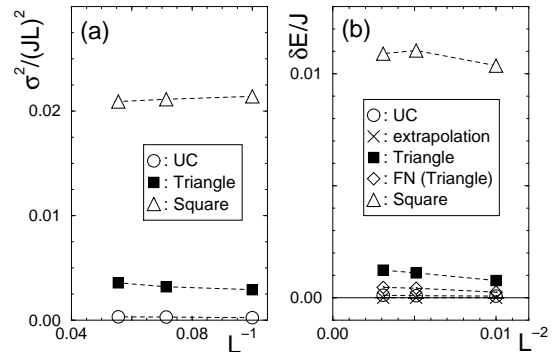 (a)
σ²/(JL)²
0.02
0.01
0.00
○: UC
■: Triangle
△: Square
0.04
0.08
L⁻¹
(b)
δE/J
0.01
0.00
○: UC
×: extrapolation
■: Triangle
◇: FN (Triangle)
△: Square
0.00
0.01
L⁻²